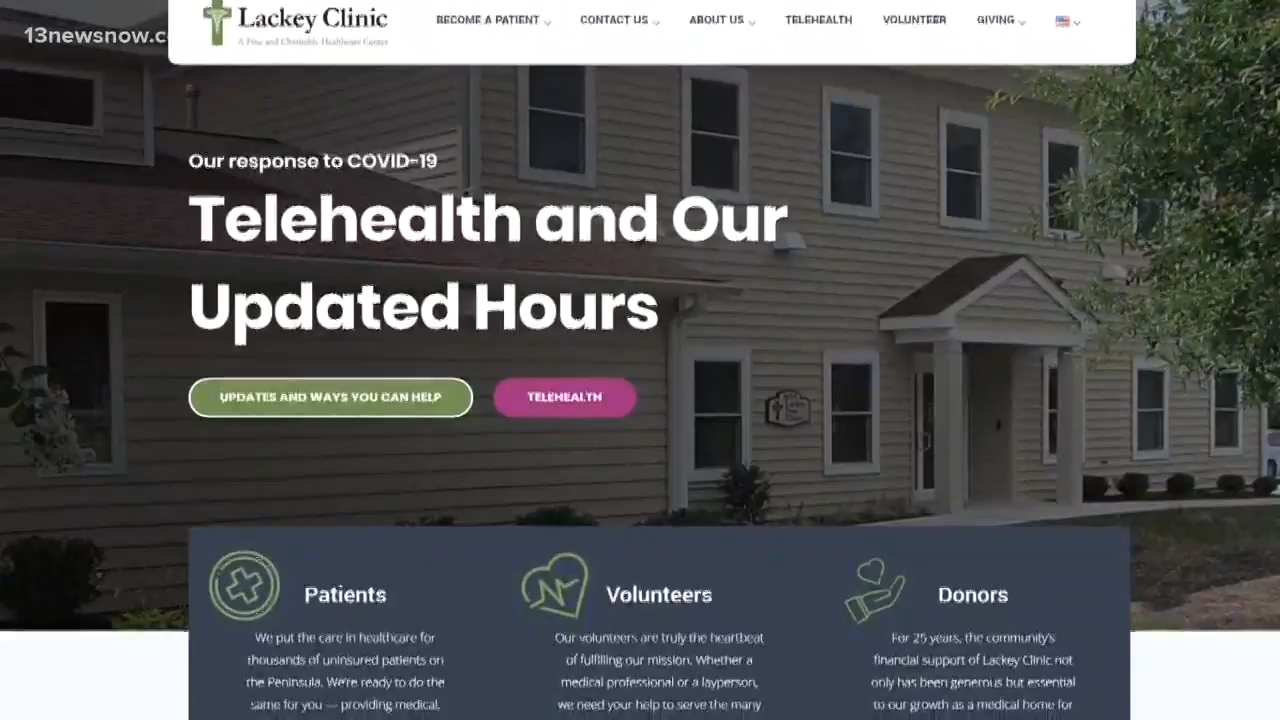 13newsnow.c
Lackey Clinic
A Free and Charitable Healthcare Center
BECOME A PATIENT
CONTACT US
ABOUT US
TELEHEALTH
VOLUNTEER
GIVING
Our response to COVID-19
Telehealth and Our
Updated Hours
UPDATES AND WAYS YOU CAN HELP
TELEHEALTH
Patients
We put the care in healthcare for
thousands of uninsured patients on
the Peninsula. We're ready to do the
same for you — providing medical,
Volunteers
Our volunteers are truly the heartbeat
of fulfilling our mission. Whether a
medical professional or a layperson,
we need your help to serve the many
Donors
For 25 years, the community's
financial support of Lackey Clinic not
only has been generous but essential
to our growth as a medical home for